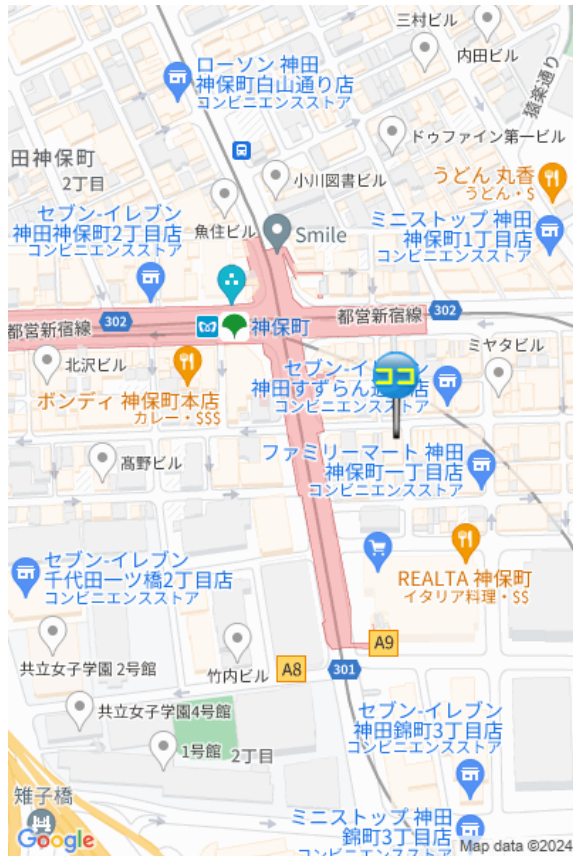 三村ビル
内田ビル
猿楽通り
ローソン 神田
神保町白山通り店
コンビニエンスストア
ドゥファイン第一ビル
田神保町
2丁目
小川図書ビル
うどん 丸香
うどん・$
セブン-イレブン
神田神保町2丁目店
コンビニエンスストア
魚住ビル
Smile
ミニストップ 神田
神保町1丁目店
コンビニエンスストア
302
302
都営新宿線
都営新宿線
神保町
北沢ビル
ミヤタビル
ボンディ 神保町本店
カレー・$$$
セブン-イレ
神田すずらん通
店
コンビニエンスストア
ココ
髙野ビル
ファミリーマート 神田
神保町一丁目店
コンビニエンスストア
セブン-イレブン
千代田一ツ橋2丁目店
コンビニエンスストア
REALTA 神保町
イタリア料理・$$
A9
A8
301
共立女子学園 2号館
竹内ビル
共立女子学園4号館
1号館
2丁目
セブン-イレブン
神田錦町3丁目店
コンビニエンスストア
雉子橋
ミニストップ 神田
錦町3丁目店
コンビニエンスストア
Google
Map data ©2024